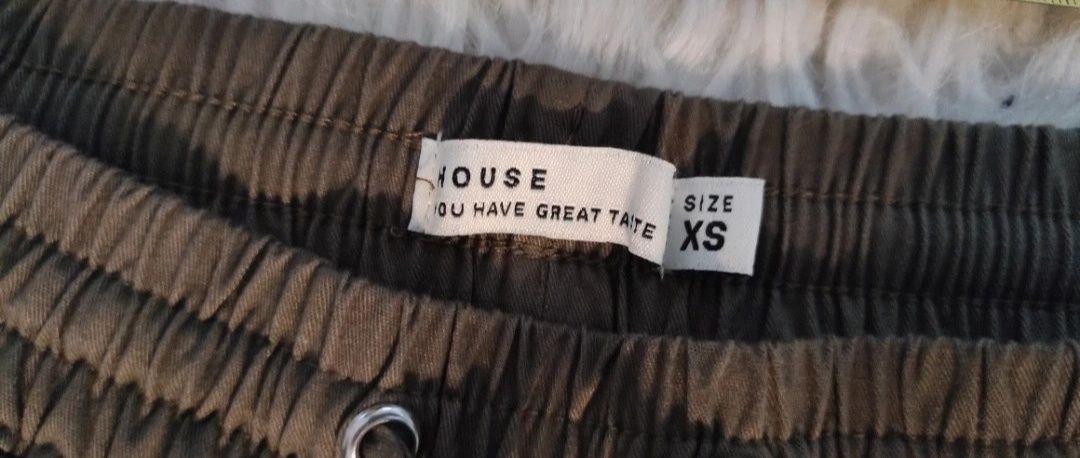 HOUSE
YOU HAVE GREAT TASTE
SIZE
XS